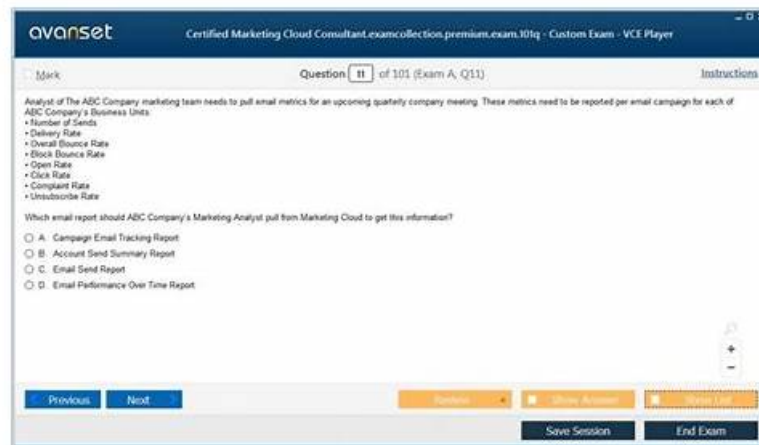 avanset
Certified Marketing Cloud Consultant.examcollection.premium.exam.101q - Custom Exam - VCE Player
Mark
Question 11 of 101 (Exam A, Q11)
Instructions
Analyst of The ABC Company marketing team needs to pull email metrics for an upcoming quarterly company meeting. These metrics need to be reported per email campaign for each of
ABC Company's Business Units.
• Number of Sends
• Delivery Rate
• Overall Bounce Rate
• Block Bounce Rate
• Open Rate
• Click Rate
• Complaint Rate
• Unsubscribe Rate
Which email report should ABC Company's Marketing Analyst pull from Marketing Cloud to get this information?
A. Campaign Email Tracking Report
B. Account Send Summary Report
C. Email Send Report
D. Email Performance Over Time Report
Previous
Next
Review
Show Answer
Show List
Save Session
End Exam